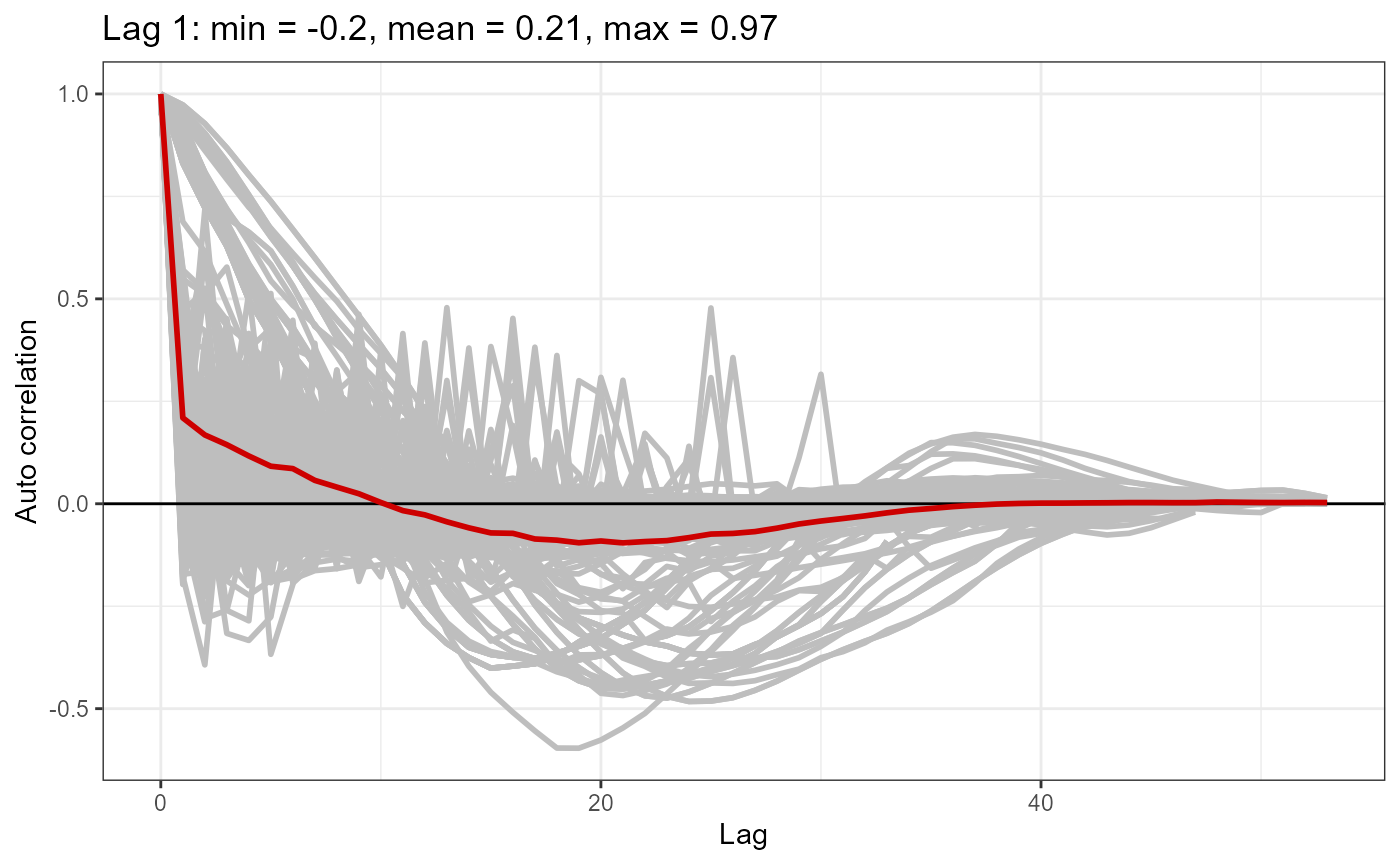 Lag 1: min = -0.2, mean = 0.21, max = 0.97
Auto correlation
1.0
0.5
0.0
-0.5
0 20 40
Lag